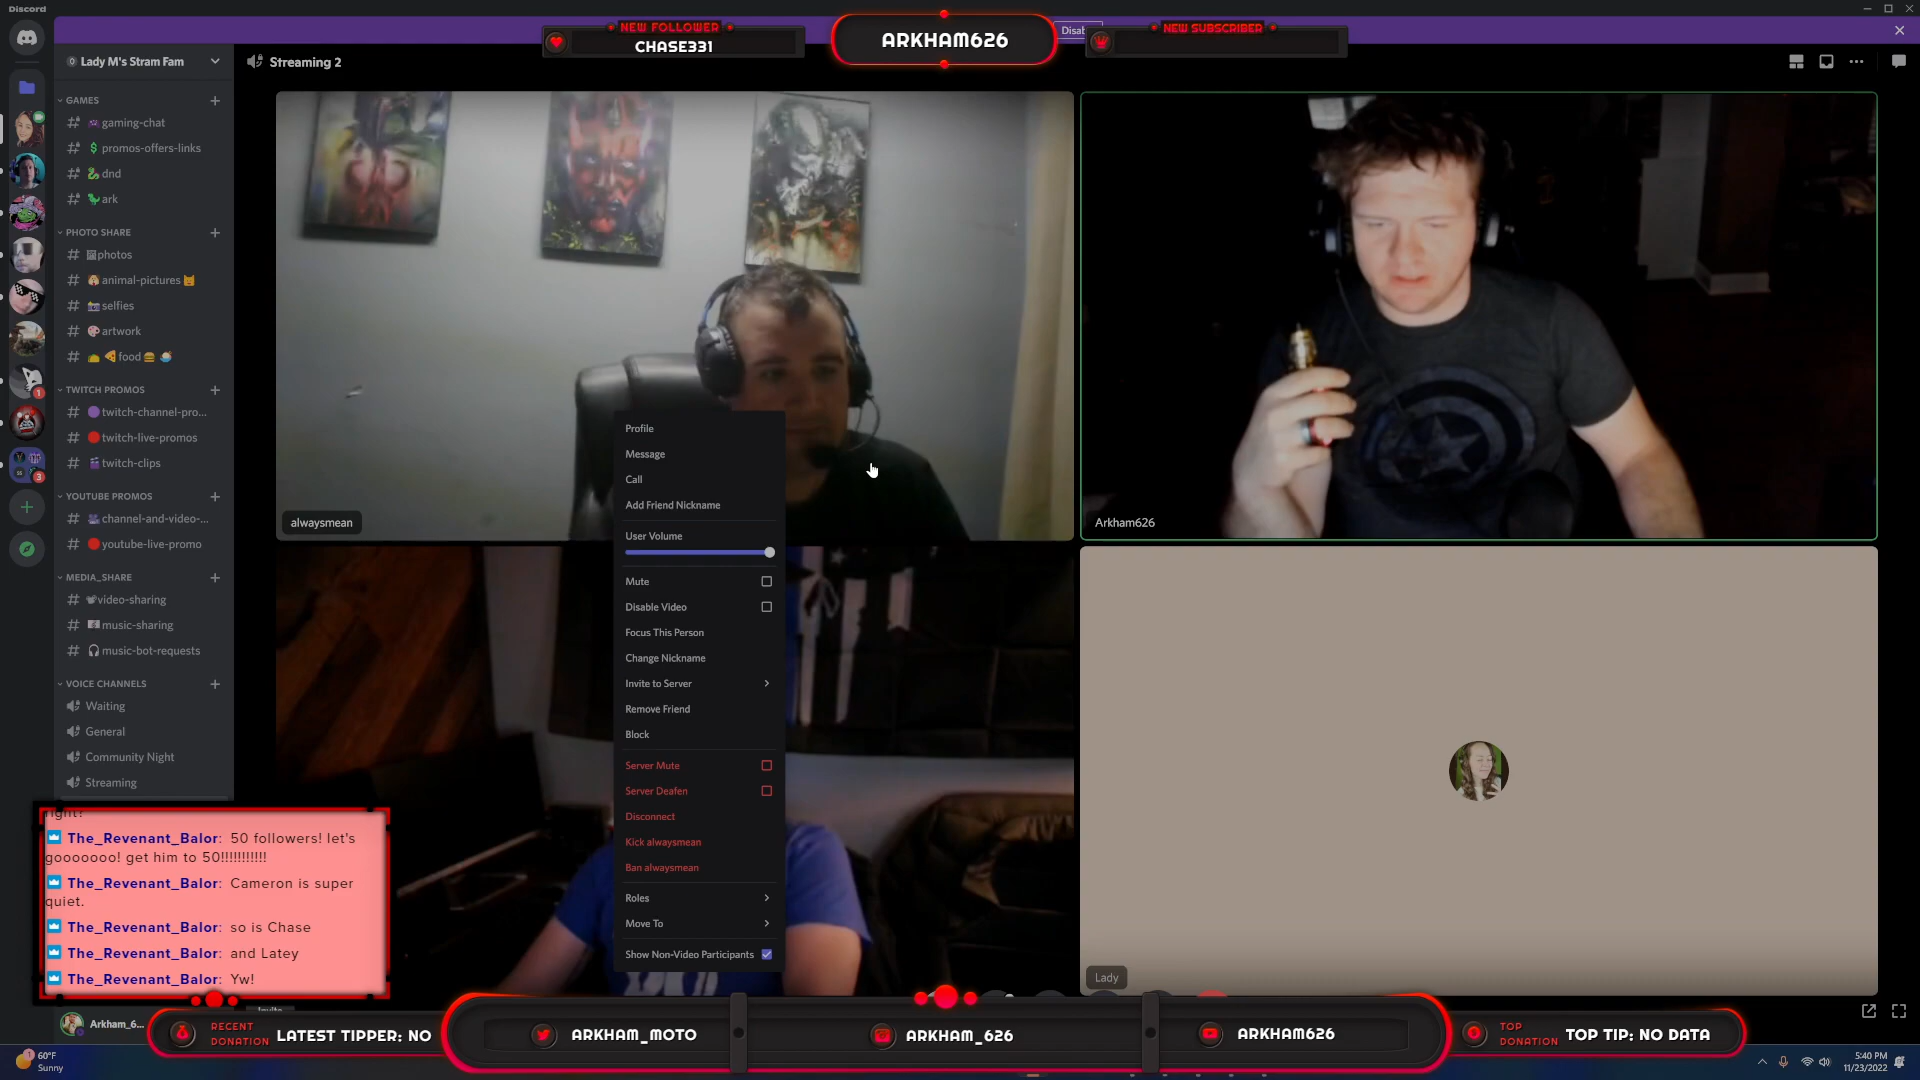 Discord
NEW FOLLOWER
CHASE331
ARKHAM626
Disab
NEW SUBSCRIBER
Lady M's Stram Fam
Streaming 2
GAMES
gaming-chat
promos-offers-links
dnd
ark
PHOTO SHARE
photos
animal-pictures
selfies
artwork
food
TWITCH PROMOS
twitch-channel-pro...
twitch-live-promos
twitch-clips
YOUTUBE PROMOS
channel-and-video-...
youtube-live-promo
MEDIA_SHARE
video-sharing
music-sharing
music-bot-requests
VOICE CHANNELS
Waiting
General
Community Night
Streaming
1
3
alwaysmean
Arkham626
Lady
Profile
Message
Call
Add Friend Nickname
User Volume
Mute
Disable Video
Focus This Person
Change Nickname
Invite to Server
Remove Friend
Block
Server Mute
Server Deafen
Disconnect
Kick alwaysmean
Ban alwaysmean
Roles
Move To
Show Non-Video Participants
right?
The_Revenant_Balor: 50 followers! let's
gooooooo! get him to 50!!!!!!!!!!!
The_Revenant_Balor: Cameron is super
quiet.
The_Revenant_Balor: so is Chase
The_Revenant_Balor: and Latey
The_Revenant_Balor: Yw!
Invite
Arkham_6...
RECENT
DONATION
LATEST TIPPER: NO
ARKHAM_MOTO
ARKHAM_626
ARKHAM626
TOP
DONATION
TOP TIP: NO DATA
1
60°F
Sunny
5:40 PM
11/23/2022